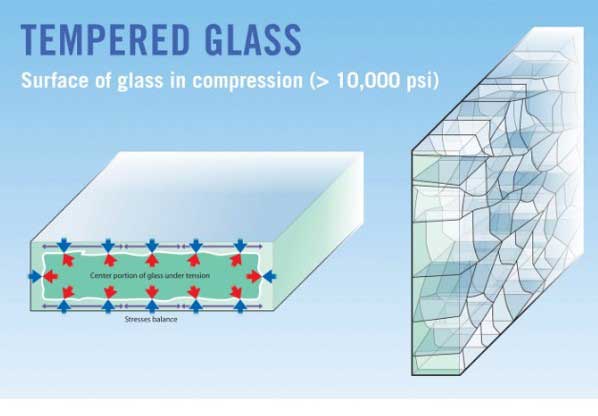 TEMPERED GLASS
Surface of glass in compression (> 10,000 psi)
Center portion of glass under tension
Stresses balance